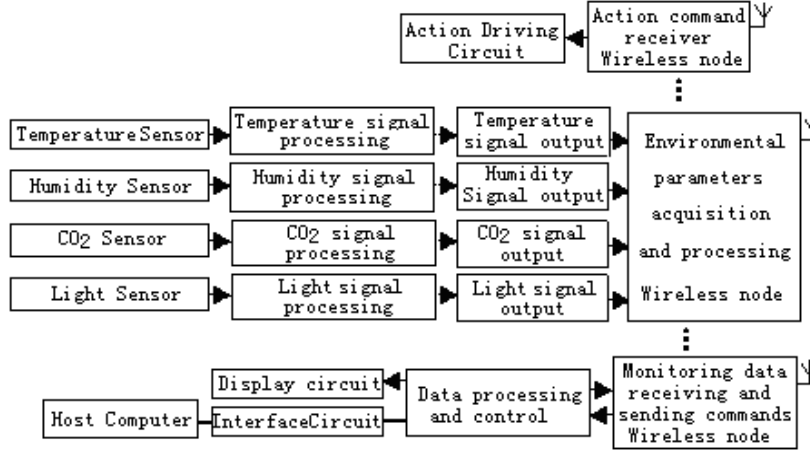 Action Driving
Circuit
Action command
receiver
Wireless node
TemperatureSensor
Temperature signal
processing
Temperature
signal output
Humidity Sensor
Humidity signal
processing
Humidity
Signal output
CO2 Sensor
CO2 signal
processing
CO2 signal
output
Light Sensor
Light signal
processing
Light signal
output
Environmental
parameters
acquisition
and processing
Wireless node
Display circuit
Host Computer
InterfaceCircuit
Data processing
and control
Monitoring data
receiving and
sending commands
Wireless node